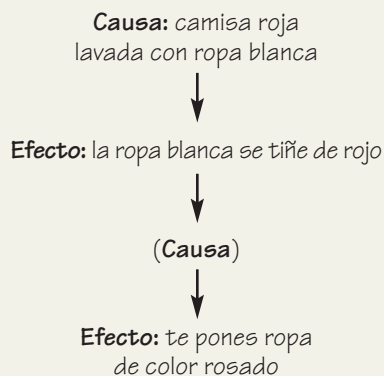 Causa: camisa roja
lavada con ropa blanca
Efecto: la ropa blanca se tiñe de rojo
(Causa)
Efecto: te pones ropa
de color rosado